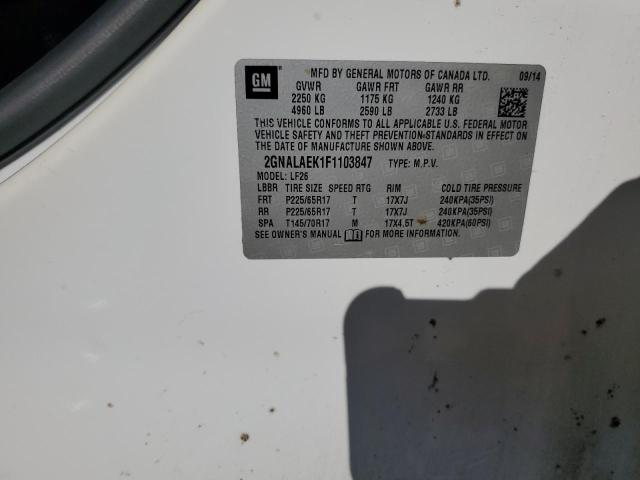 GM
MFD BY GENERAL MOTORS OF CANADA LTD. 09/14
GVWR GAWR FRT GAWR RR
2250 KG 1175 KG 1240 KG
4960 LB 2590 LB 2733 LB
THIS VEHICLE CONFORMS TO ALL APPLICABLE U.S. FEDERAL MOTOR
VEHICLE SAFETY AND THEFT PREVENTION STANDARDS IN EFFECT ON
THE DATE OF MANUFACTURE SHOWN ABOVE.
2GNALAEK1F1103847 TYPE: M.P.V.
MODEL: LF26
LBBR TIRE SIZE SPEED RTG RIM COLD TIRE PRESSURE
FRT P225/65R17 T 17X7J 240KPA(35PSI)
RR P225/65R17 T 17X7J 240KPA(35PSI)
SPA T145/70R17 M 17X4.5T 420KPA(60PSI)
SEE OWNER'S MANUAL FOR MORE INFORMATION.